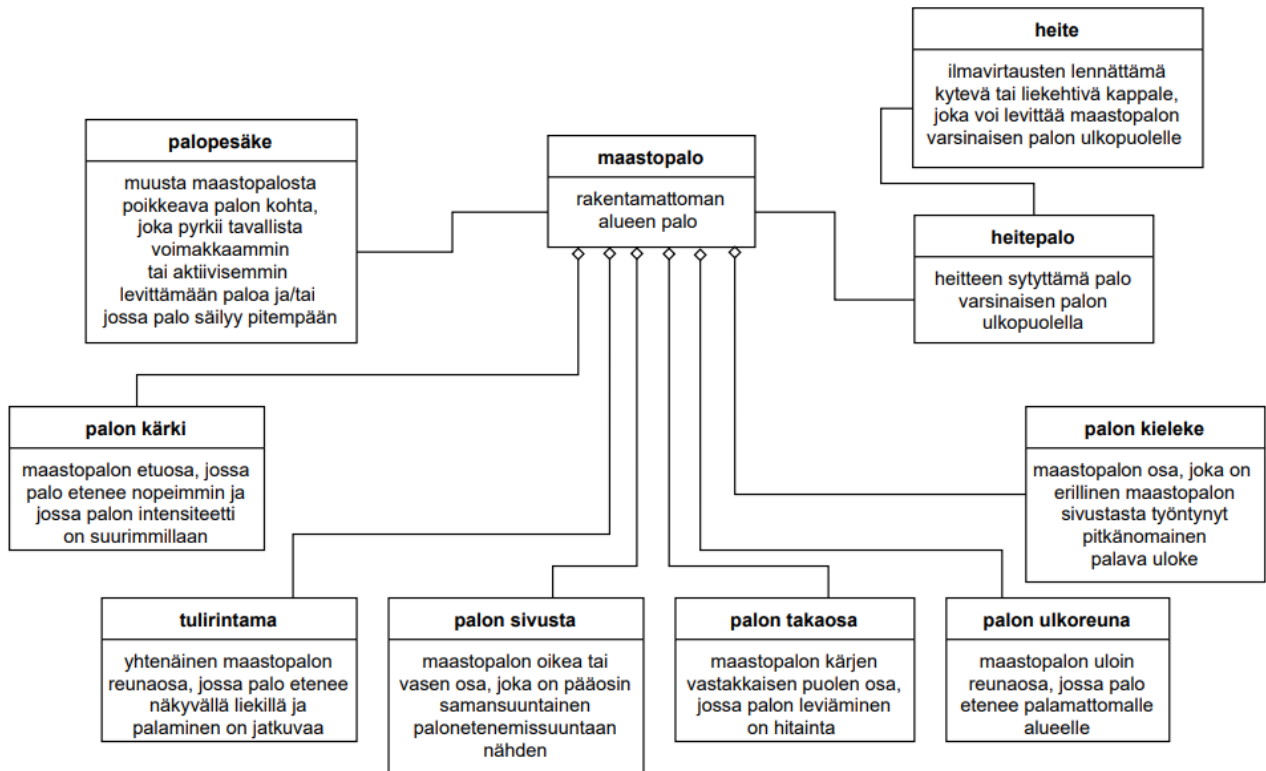 heite
ilmavirtausten lennättämä
kytevä tai liekehtivä kappale,
joka voi levittää maastopalon
varsinaisen palon ulkopuolelle
palopesäke
muusta maastopalosta
poikkeava palon kohta,
joka pyrkii tavallista
voimakkaammin
tai aktiivisemmin
levittämään paloa ja/tai
jossa palo säilyy pitempään
maastopalo
rakentamattoman
alueen palo
heitepalo
heitteen sytyttämä palo
varsinaisen palon
ulkopuolella
palon kärki
maastopalon etuosa, jossa
palo etenee nopeimmin ja
jossa palon intensiteetti
on suurimmillaan
palon kieleke
maastopalon osa, joka on
erillinen maastopalon
sivustasta työntynyt
pitkänomainen
palava uloke
tulirintama
yhtenäinen maastopalon
reunaosa, jossa palo etenee
näkyvällä liekillä ja
palaminen on jatkuvaa
palon sivusta
maastopalon oikea tai
vasen osa, joka on pääosin
samansuuntainen
palonetenemissuuntaan
nähden
palon takaosa
maastopalon kärjen
vastakkaisen puolen osa,
jossa palon leviäminen
on hitainta
palon ulkoreuna
maastopalon uloin
reunaosa, jossa palo
etenee palamattomalle
alueelle